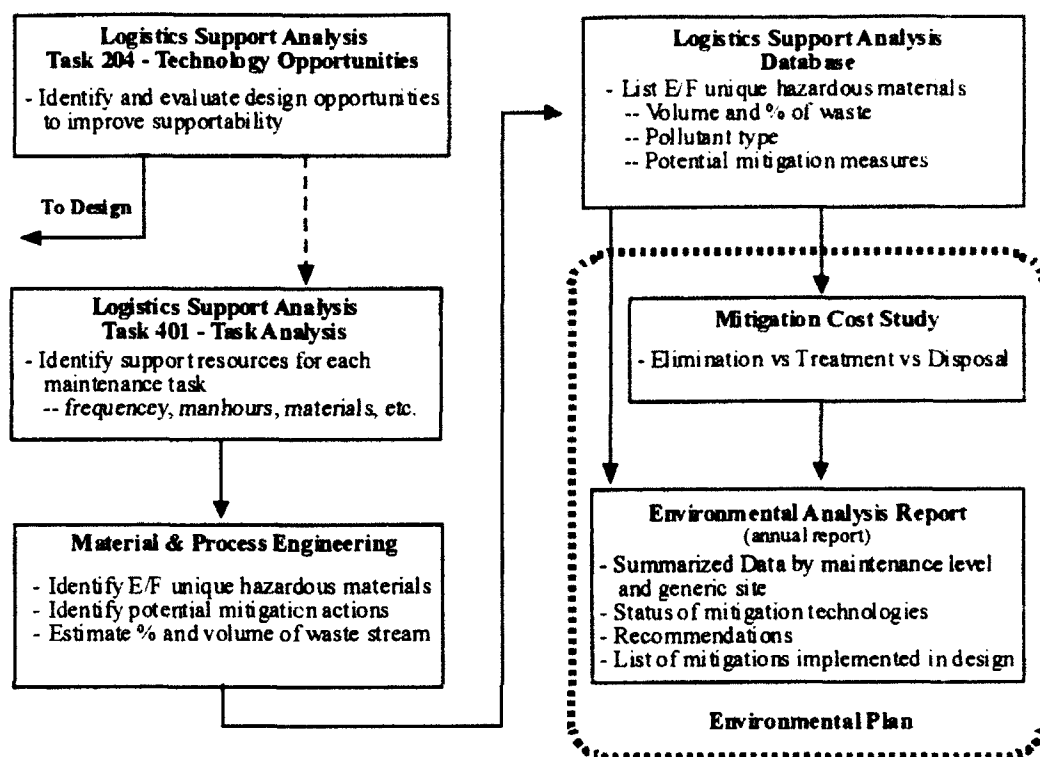 Logistics Support Analysis
Task 204 - Technology Opportunities
- Identify and evaluate design opportunities
to improve supportability
To Design
Logistics Support Analysis
Task 401 - Task Analysis
- Identify support resources for each
maintenance task
-- frequencey, manhours, materials, etc.
Material & Process Engineering
- Identify E/F unique hazardous materials
- Identify potential mitigation actions
- Estimate % and volume of waste stream
Logistics Support Analysis
Database
- List E/F unique hazardous materials
-- Volume and % of waste
-- Pollutant type
-- Potential mitigation measures
Mitigation Cost Study
- Elimination vs Treatment vs Disposal
Environmental Analysis Report
(annual report)
- Summarized Data by maintenance level
and generic site
- Status of mitigation technologies
- Recommendations
- List of mitigations implemented in design
Environmental Plan